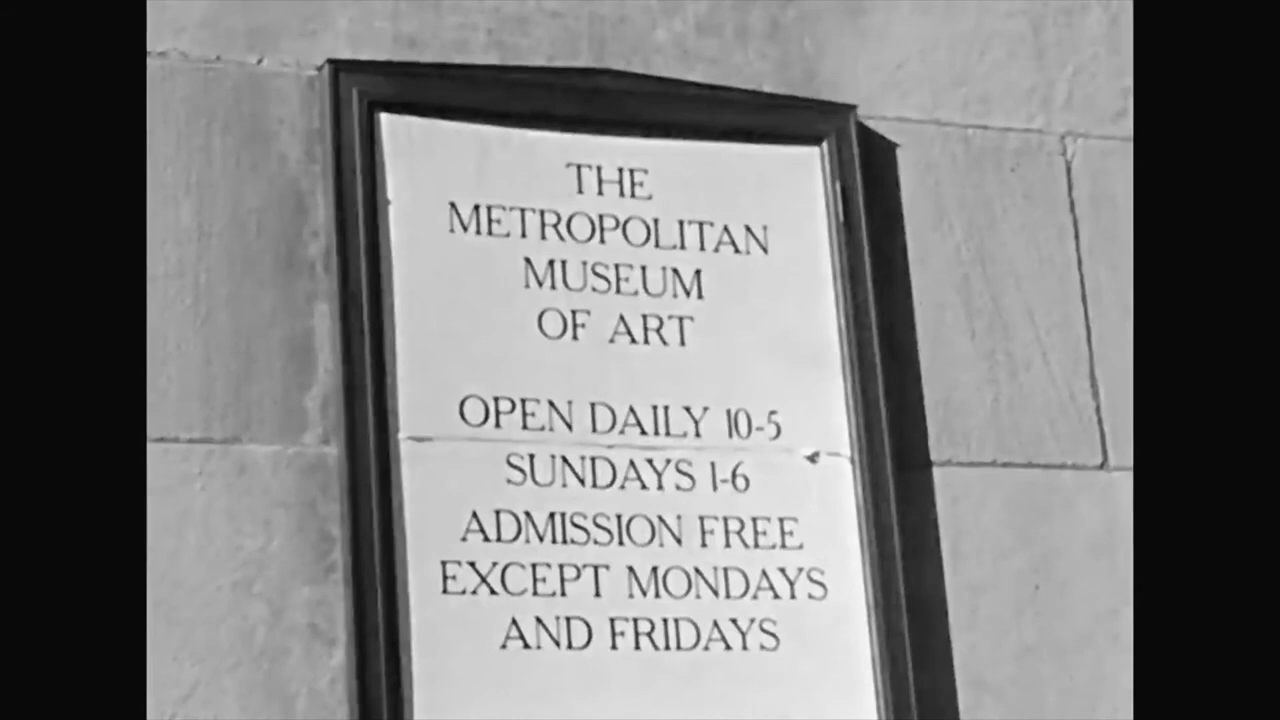 THE
METROPOLITAN
MUSEUM
OF ART
OPEN DAILY 10-5
SUNDAYS 1-6
ADMISSION FREE
EXCEPT MONDAYS
AND FRIDAYS